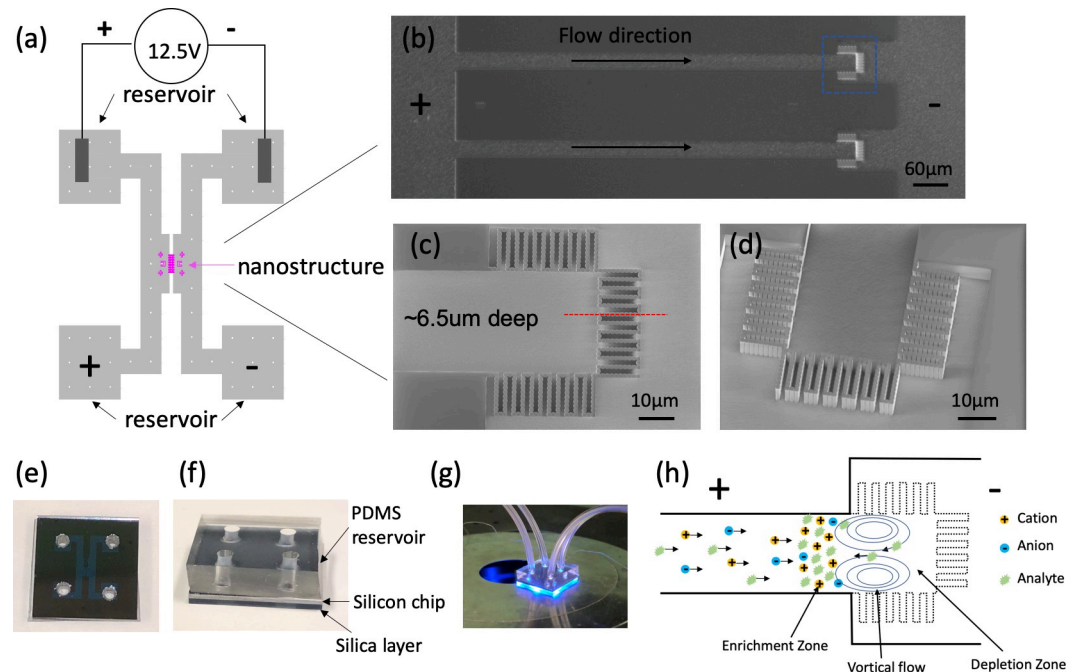 (a)
+
-
12.5V
reservoir
nanostructure
+
-
reservoir
(b)
Flow direction
+
-
60µm
(c)
~6.5um deep
10µm
(d)
10µm
(e)
(f)
PDMS
reservoir
Silicon chip
Silica layer
(g)
(h)
+
-
Cation
Anion
Analyte
Enrichment Zone
Vortical flow
Depletion Zone